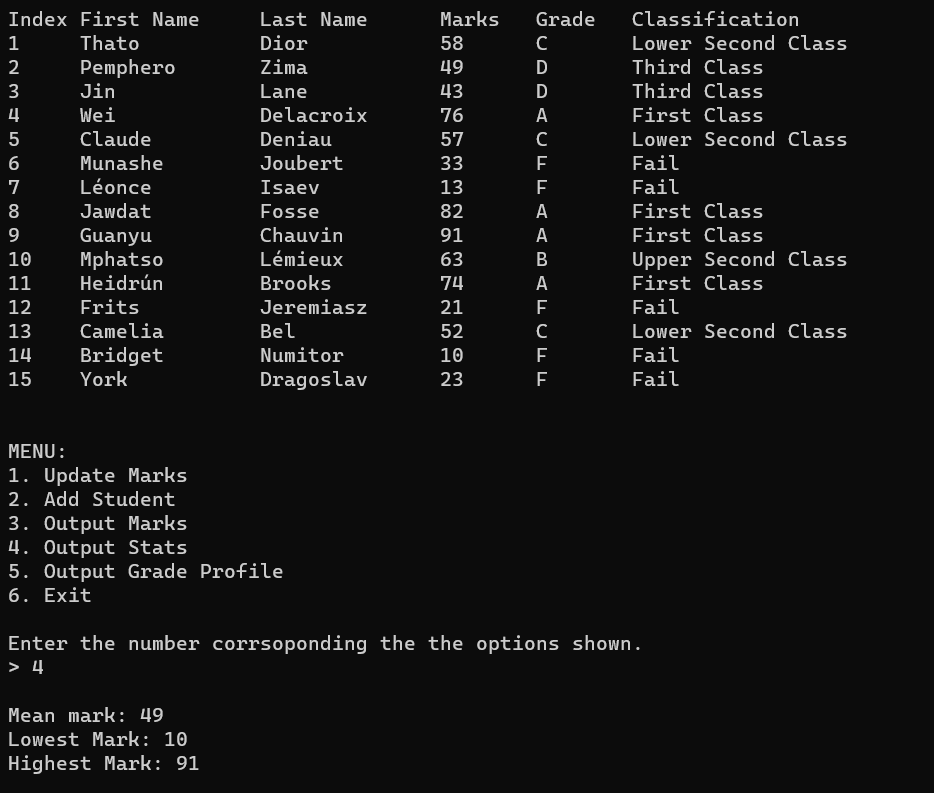 Index First Name     Last Name      Marks   Grade   Classification
1     Thato          Dior           58      C       Lower Second Class
2     Pemphero       Zima           49      D       Third Class
3     Jin            Lane           43      D       Third Class
4     Wei            Delacroix      76      A       First Class
5     Claude         Deniau         57      C       Lower Second Class
6     Munashe        Joubert        33      F       Fail
7     Léonce         Isaev          13      F       Fail
8     Jawdat         Fosse          82      A       First Class
9     Guanyu         Chauvin        91      A       First Class
10    Mphatso        Lémieux        63      B       Upper Second Class
11    Heidrún        Brooks         74      A       First Class
12    Frits          Jeremiasz      21      F       Fail
13    Camelia        Bel            52      C       Lower Second Class
14    Bridget        Numitor        10      F       Fail
15    York           Dragoslav      23      F       Fail
MENU:
1. Update Marks
2. Add Student
3. Output Marks
4. Output Stats
5. Output Grade Profile
6. Exit
Enter the number corrsoponding the the options shown.
> 4
Mean mark: 49
Lowest Mark: 10
Highest Mark: 91